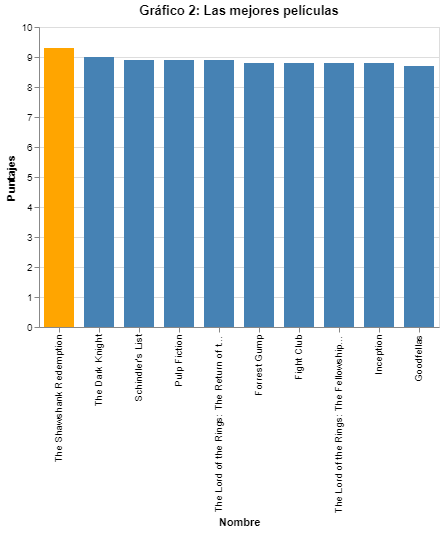 Gráfico 2: Las mejores películas
10
9
8
7
6
5
4
3
2
1
0
Puntajes
The Shawshank Redemption
The Dark Knight
Schindler's List
Pulp Fiction
The Lord of the Rings: The Return of t...
Forrest Gump
Fight Club
The Lord of the Rings: The Fellowship...
Inception
Goodfellas
Nombre